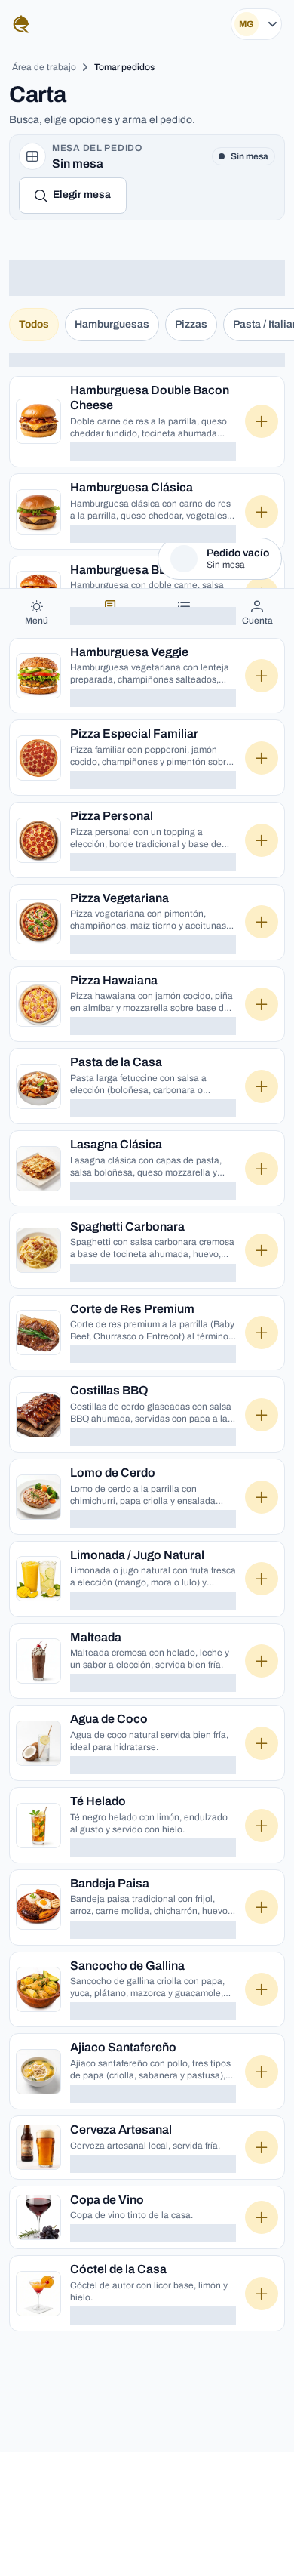 MG
Área de trabajo > Tomar pedidos
Carta
Busca, elige opciones y arma el pedido.
MESA DEL PEDIDO
Sin mesa
Sin mesa
Elegir mesa
Todos
Hamburguesas
Pizzas
Pasta / Italian
Hamburguesa Double Bacon
Cheese
Doble carne de res a la parrilla, queso
cheddar fundido, tocineta ahumada...
Hamburguesa Clásica
Hamburguesa clásica con carne de res
a la parrilla, queso cheddar, vegetales...
Pedido vacío
Sin mesa
Hamburguesa
Hamburguesa con doble carne, salsa
Menú
Cuenta
Hamburguesa Veggie
Hamburguesa vegetariana con lenteja
preparada, champiñones salteados,...
Pizza Especial Familiar
Pizza familiar con pepperoni, jamón
cocido, champiñones y pimentón sobr...
Pizza Personal
Pizza personal con un topping a
elección, borde tradicional y base de...
Pizza Vegetariana
Pizza vegetariana con pimentón,
champiñones, maíz tierno y aceitunas...
Pizza Hawaiana
Pizza hawaiana con jamón cocido, piña
en almíbar y mozzarella sobre base d...
Pasta de la Casa
Pasta larga fetuccine con salsa a
elección (boloñesa, carbonara o...
Lasagna Clásica
Lasagna clásica con capas de pasta,
salsa boloñesa, queso mozzarella y...
Spaghetti Carbonara
Spaghetti con salsa carbonara cremosa
a base de tocineta ahumada, huevo,...
Corte de Res Premium
Corte de res premium a la parrilla (Baby
Beef, Churrasco o Entrecot) al término...
Costillas BBQ
Costillas de cerdo glaseadas con salsa
BBQ ahumada, servidas con papa a la...
Lomo de Cerdo
Lomo de cerdo a la parrilla con
chimichurri, papa criolla y ensalada...
Limonada / Jugo Natural
Limonada o jugo natural con fruta fresca
a elección (mango, mora o lulo) y...
Malteada
Malteada cremosa con helado, leche y
un sabor a elección, servida bien fría.
Agua de Coco
Agua de coco natural servida bien fría,
ideal para hidratarse.
Té Helado
Té negro helado con limón, endulzado
al gusto y servido con hielo.
Bandeja Paisa
Bandeja paisa tradicional con frijol,
arroz, carne molida, chicharrón, huevo...
Sancocho de Gallina
Sancocho de gallina criolla con papa,
yuca, plátano, mazorca y guacamole,...
Ajiaco Santafereño
Ajiaco santafereño con pollo, tres tipos
de papa (criolla, sabanera y pastusa),...
Cerveza Artesanal
Cerveza artesanal local, servida fría.
Copa de Vino
Copa de vino tinto de la casa.
Cóctel de la Casa
Cóctel de autor con licor base, limón y
hielo.